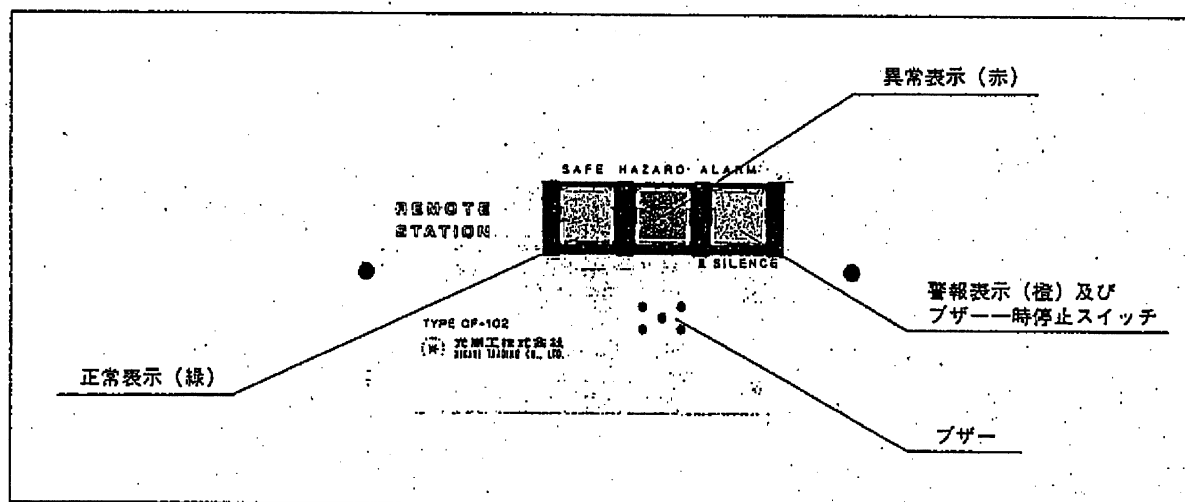 異常表示（赤）
SAFE HAZARD ALARM
REMOTE
STATION
& SILENCE
警報表示（橙）及び
ブザー一時停止スイッチ
TYPE
正常表示（緑）
ブザー